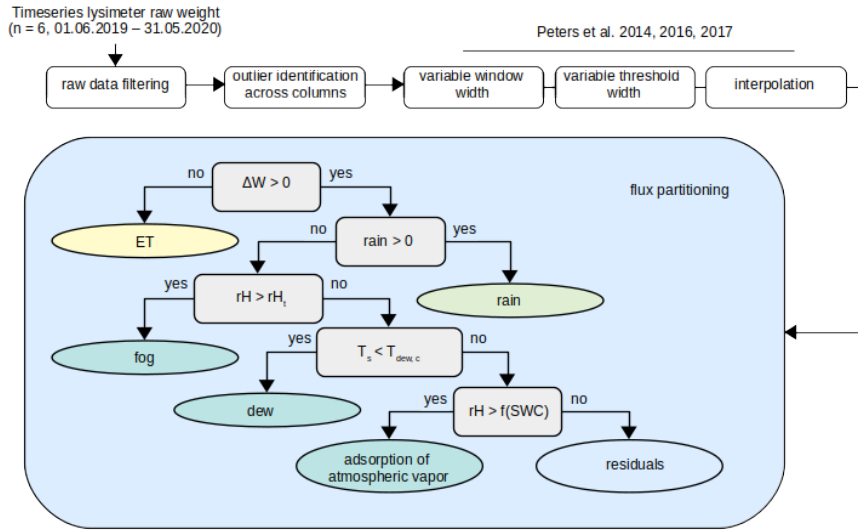 Timeseries lysimeter raw weight
(n = 6, 01.06.2019 – 31.05.2020)
Peters et al. 2014, 2016, 2017
raw data filtering
outlier identification
across columns
variable window
width
variable threshold
width
interpolation
flux partitioning
no
ΔW > 0
yes
ET
no
rain > 0
yes
yes
rH > rHₜ
no
rain
fog
yes
Tₛ < T dew, c
no
dew
yes
rH > f(SWC)
no
adsorption of
atmospheric vapor
residuals